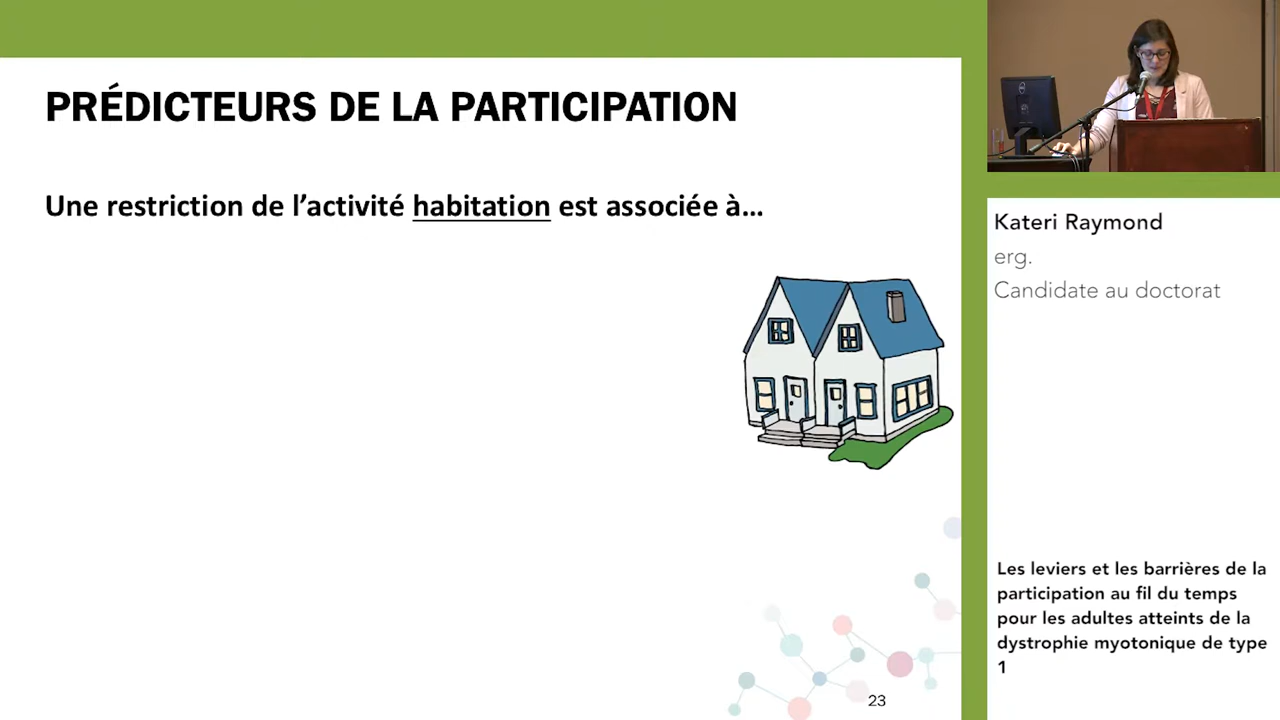 PRÉDICTEURS DE LA PARTICIPATION
Une restriction de l’activité habitation est associée à...
23
Kateri Raymond
erg.
Candidate au doctorat
Les leviers et les barrières de la
participation au fil du temps
pour les adultes atteints de la
dystrophie myotonique de type
1